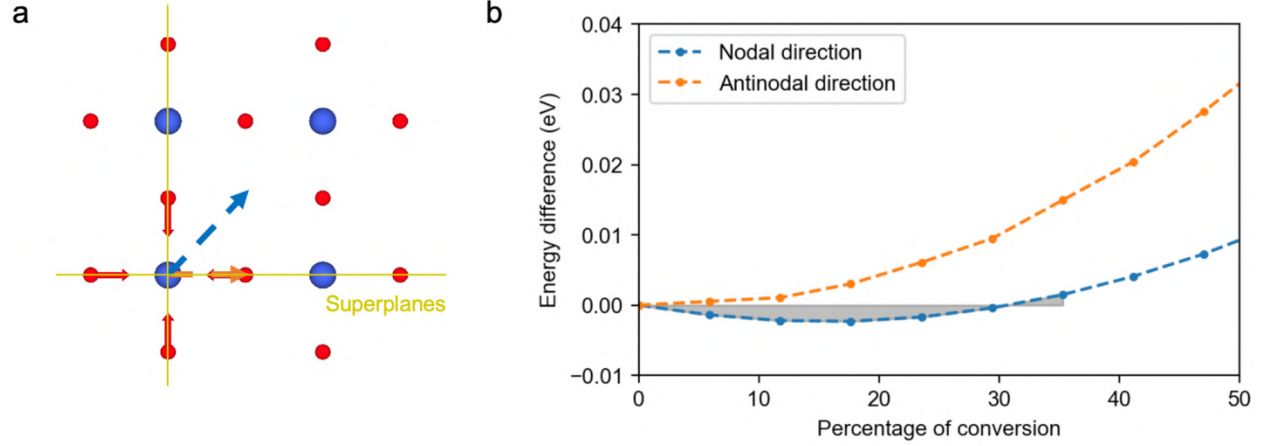 a
Superplanes
b
Nodal direction
Antinodal direction
Energy difference (eV)
0.04
0.03
0.02
0.01
0.00
−0.01
0 10 20 30 40 50
Percentage of conversion